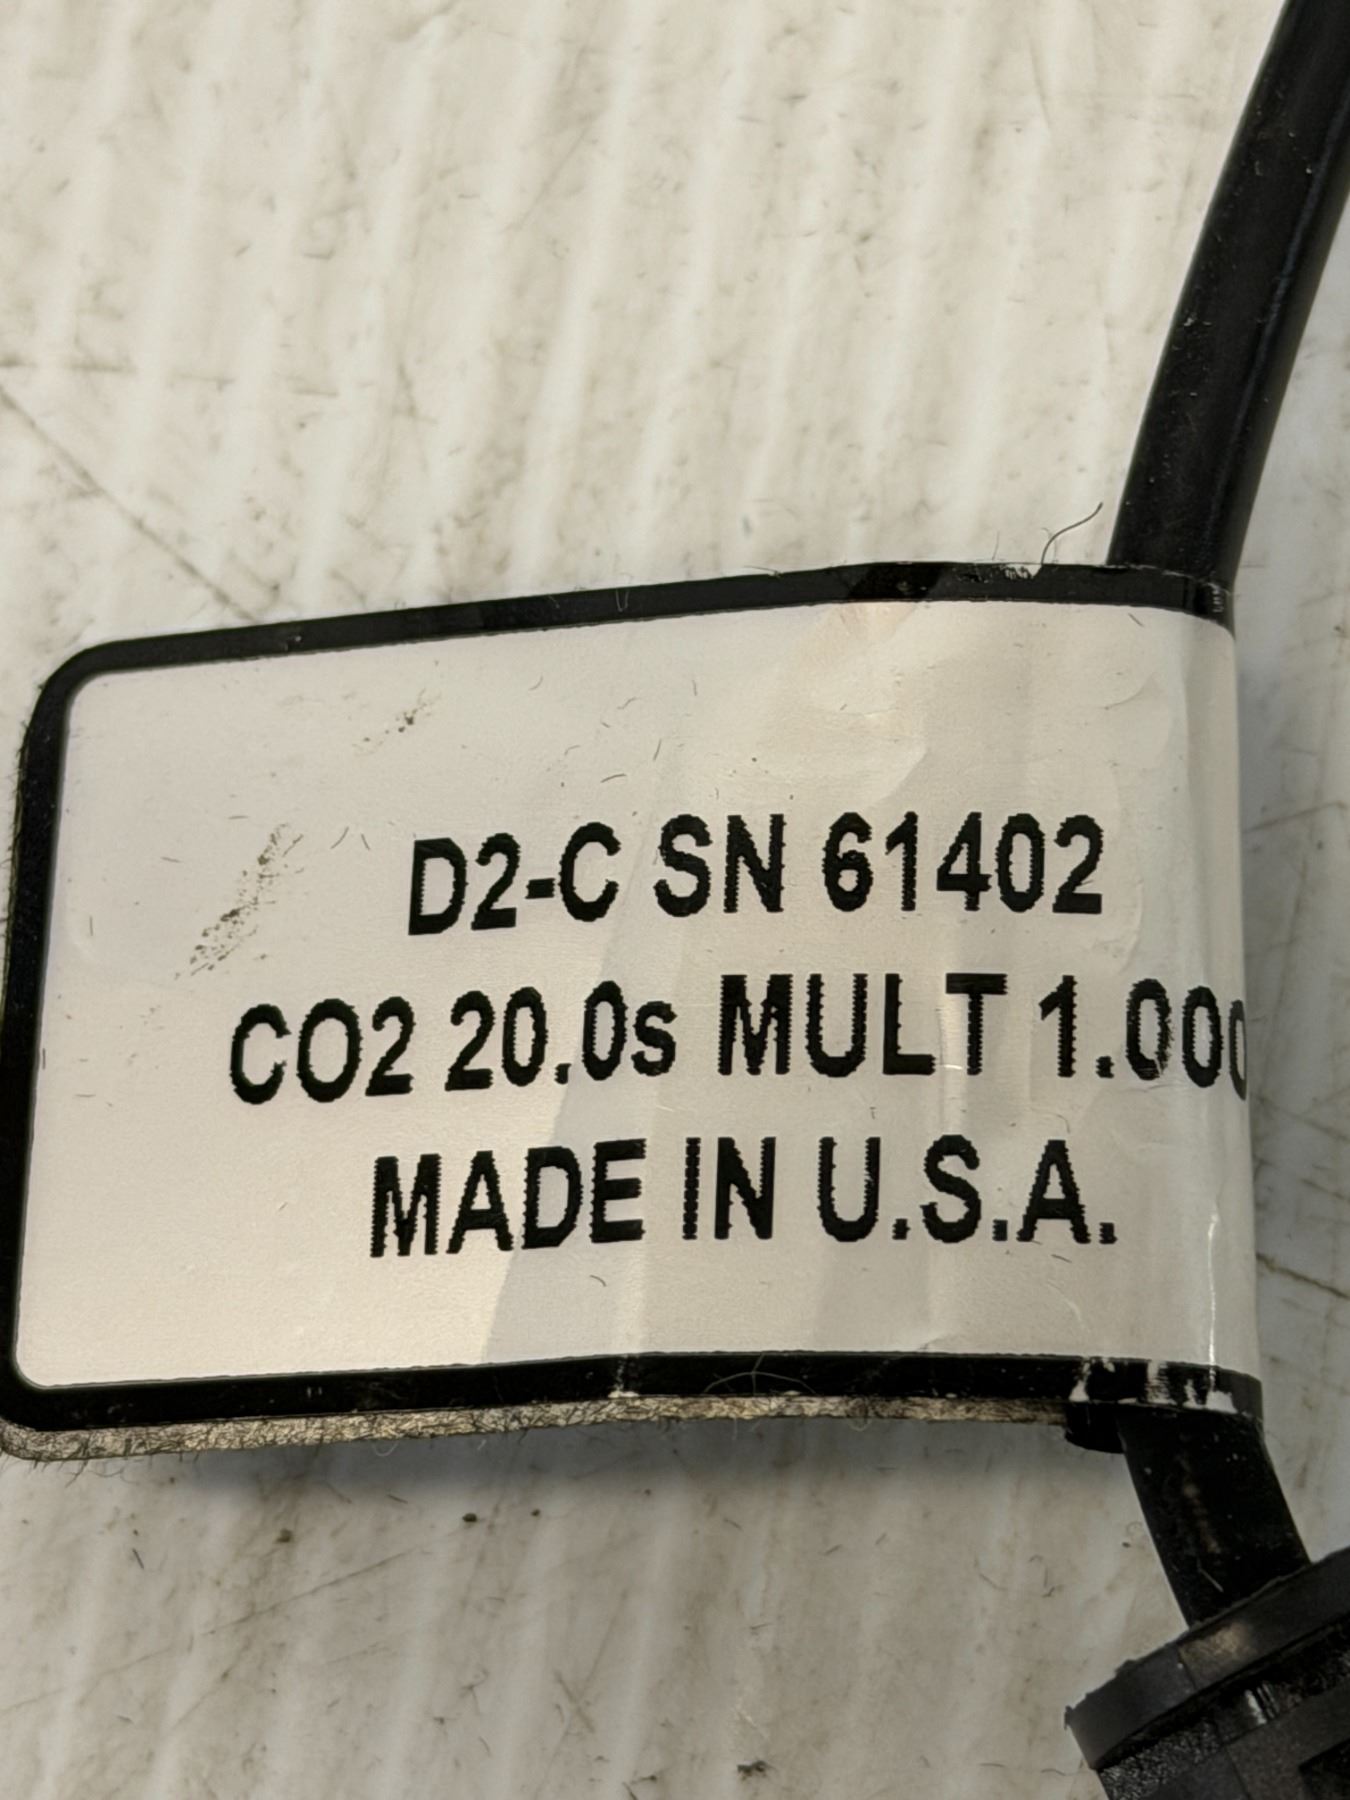 D2-C SN 61402
CO2 20.0s MULT 1.000
MADE IN U.S.A.